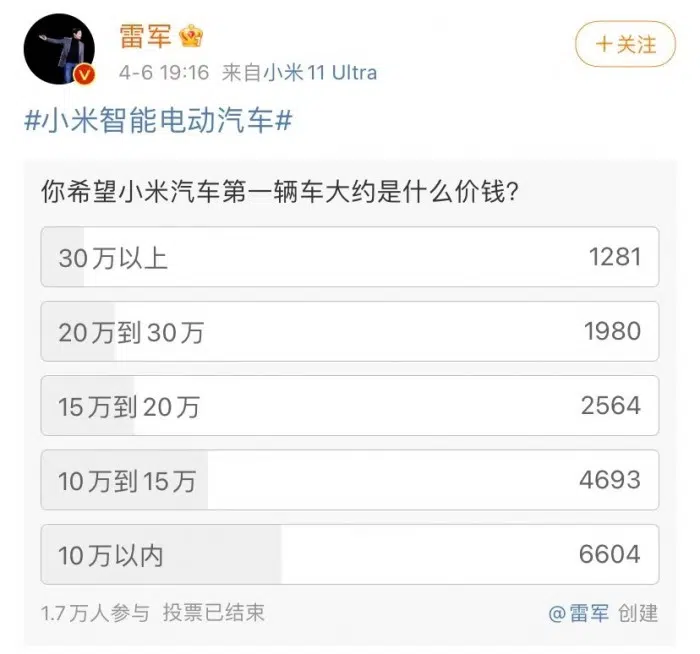 雷军
4-6 19:16 来自小米11 Ultra
+关注
#小米智能电动汽车#
你希望小米汽车第一辆车大约是什么价钱?
30万以上 1281
20万到30万 1980
15万到20万 2564
10万到15万 4693
10万以内 6604
1.7万人参与 投票已结束 @雷军 创建